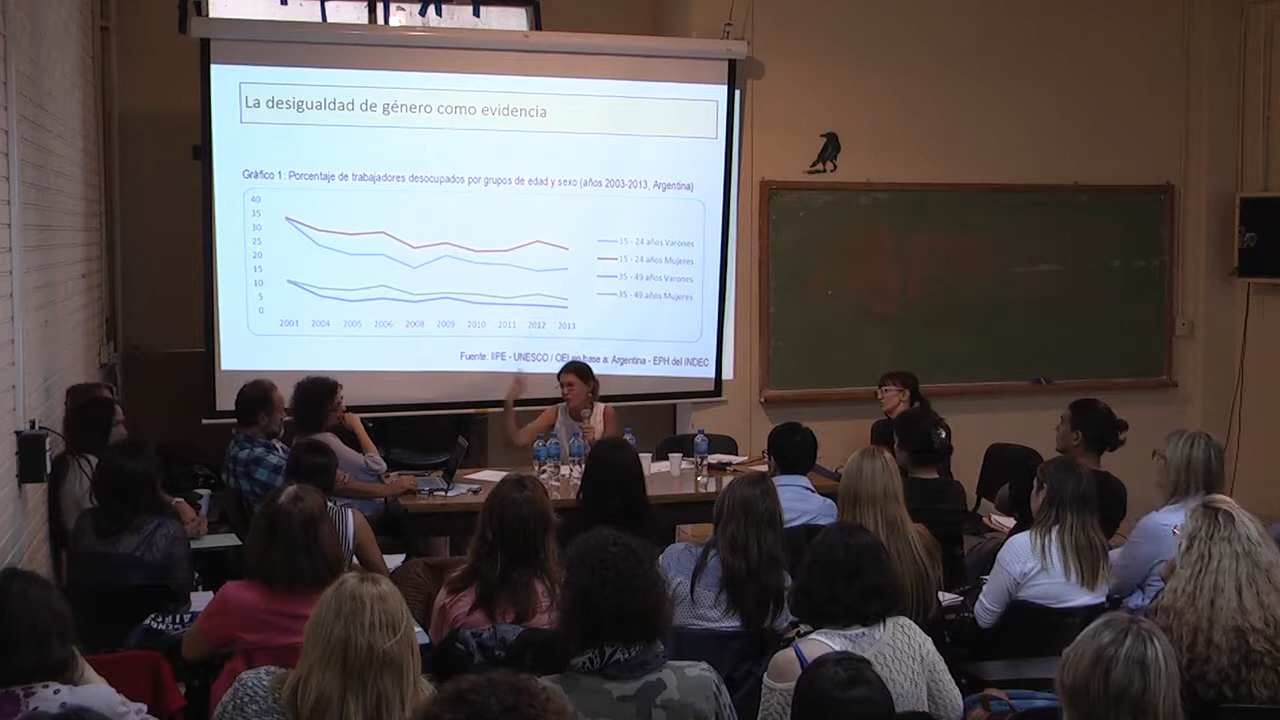 La desigualdad de género como evidencia
Gráfico 1: Porcentaje de trabajadores desocupados por grupos de edad y sexo (años 2003-2013, Argentina)
40
35
30
25
20
15
10
5
0
2003 2004 2005 2006 2008 2009 2010 2011 2012 2013
15 - 24 años Varones
15 - 24 años Mujeres
35 - 49 años Varones
35 - 49 años Mujeres
Fuente: IIPE - UNESCO / OEI en base a: Argentina - EPH del INDEC